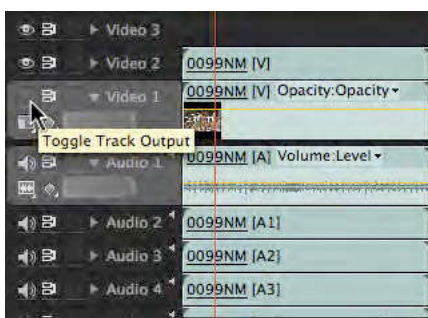 Video 3
Video 2 0099NM [V]
Video 1 0099NM [V] Opacity:Opacity
Toggle Track Output
Audio 1 0099NM [A] Volume:Level
Audio 2 0099NM [A1]
Audio 3 0099NM [A2]
Audio 4 0099NM [A3]